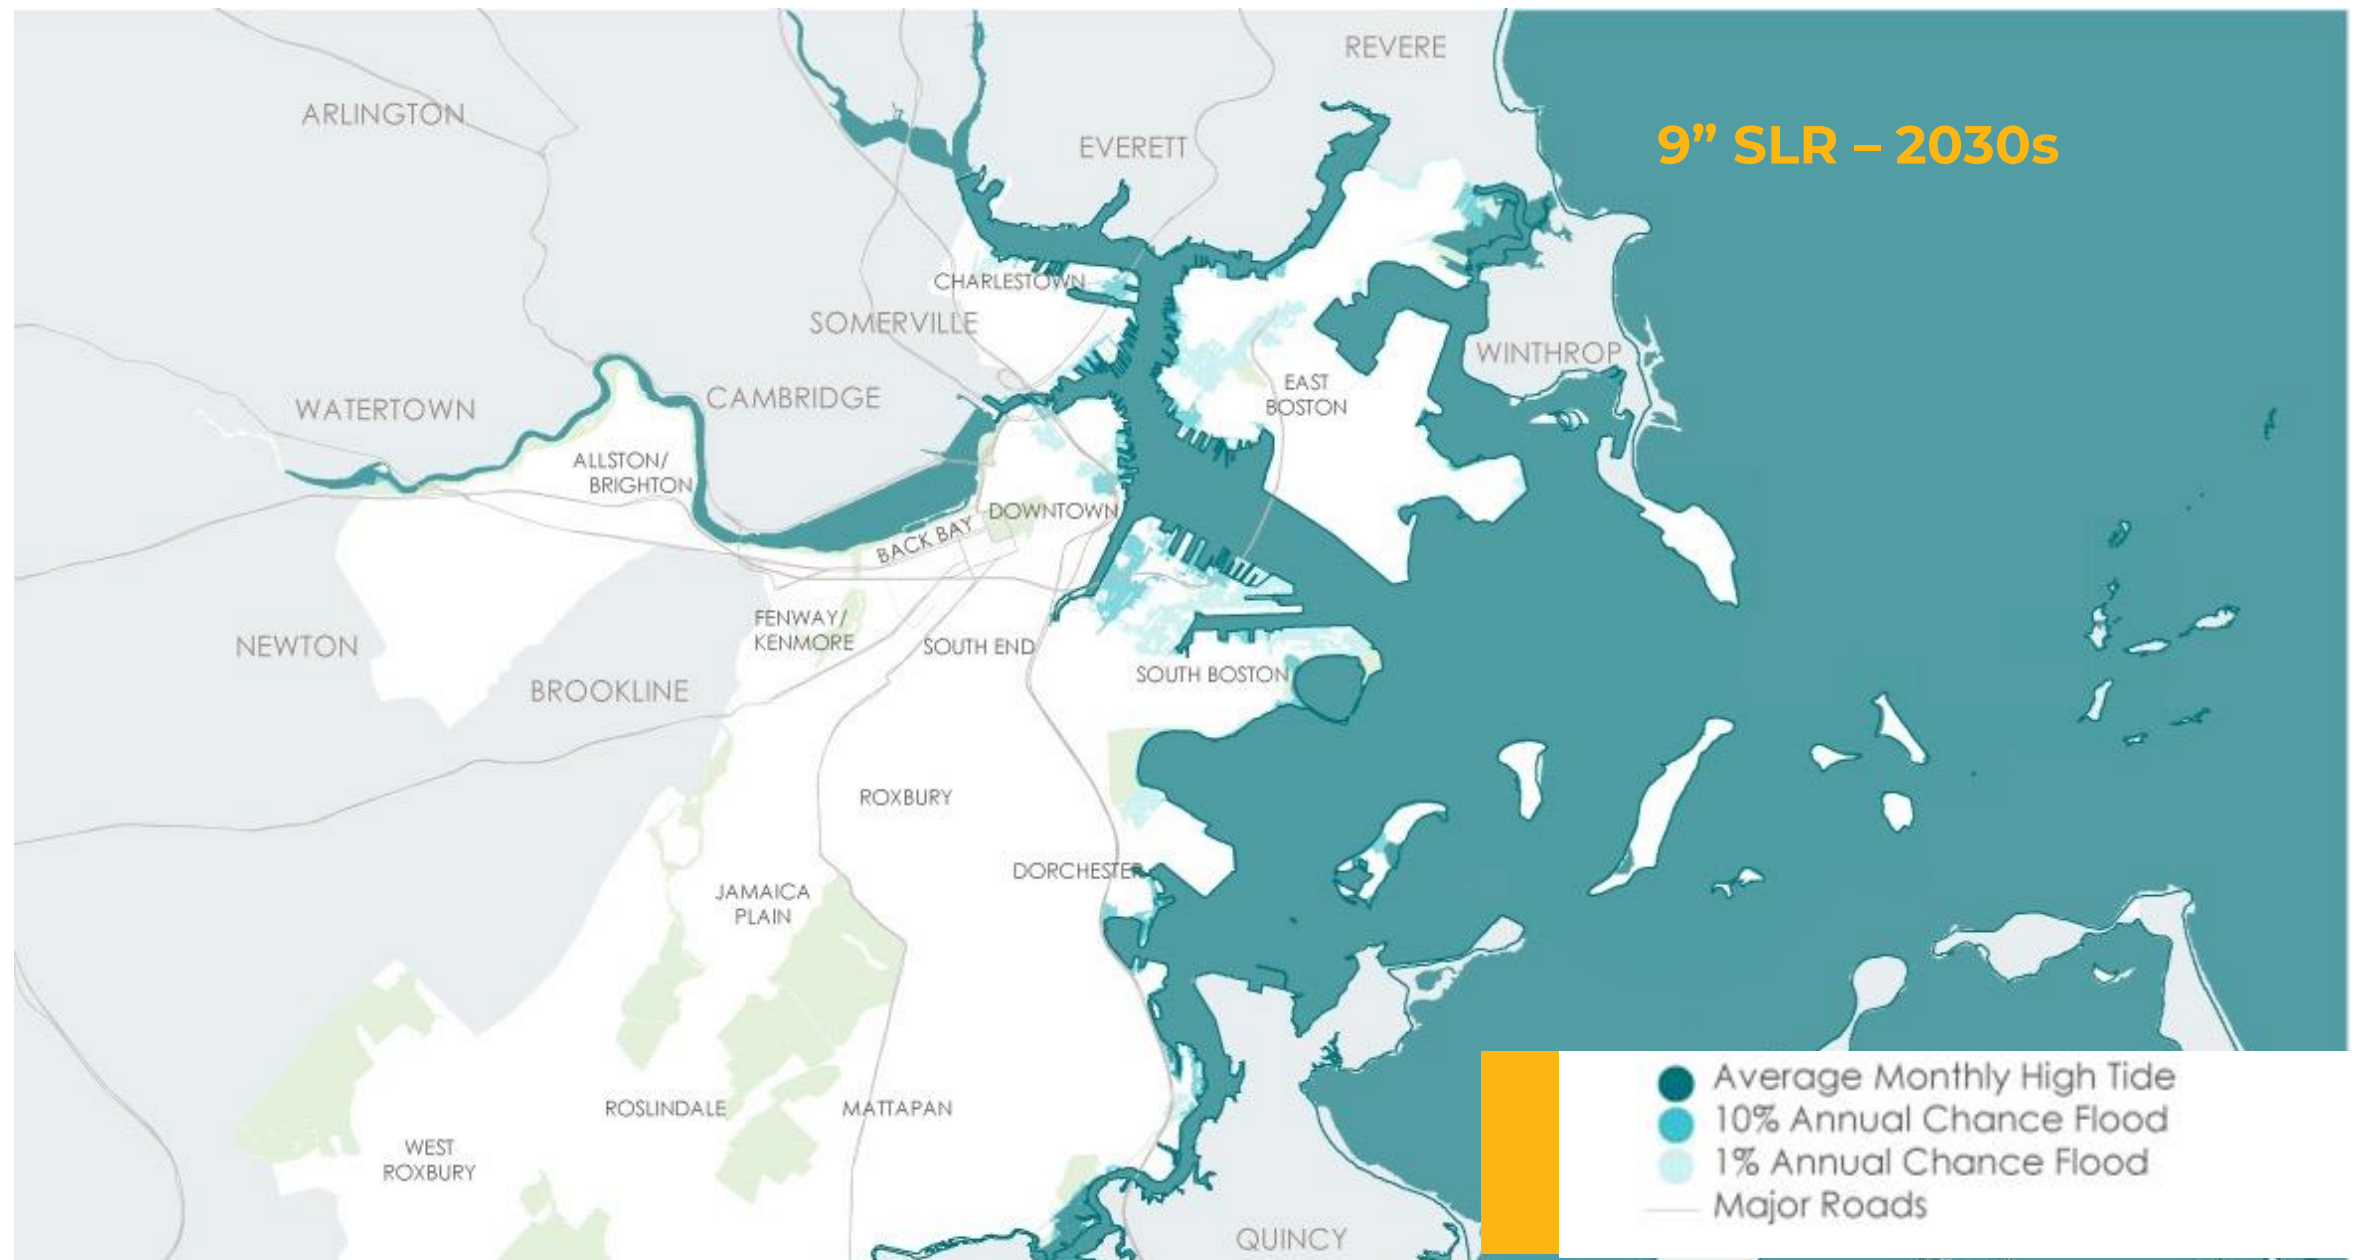 REVERE
ARLINGTON
9” SLR – 2030s
EVERETT
CHARLESTOWN
SOMERVILLE
WINTHROP
CAMBRIDGE
WATERTOWN
EAST
BOSTON
ALLSTON/
BRIGHTON
DOWNTOWN
BACK BAY
FENWAY/
KENMORE
NEWTON
SOUTH END
SOUTH BOSTON
BROOKLINE
ROXBURY
DORCHESTER
JAMAICA
PLAIN
ROSLINDALE
MATTAPAN
WEST
ROXBURY
QUINCY
Average Monthly High Tide
10% Annual Chance Flood
1% Annual Chance Flood
Major Roads